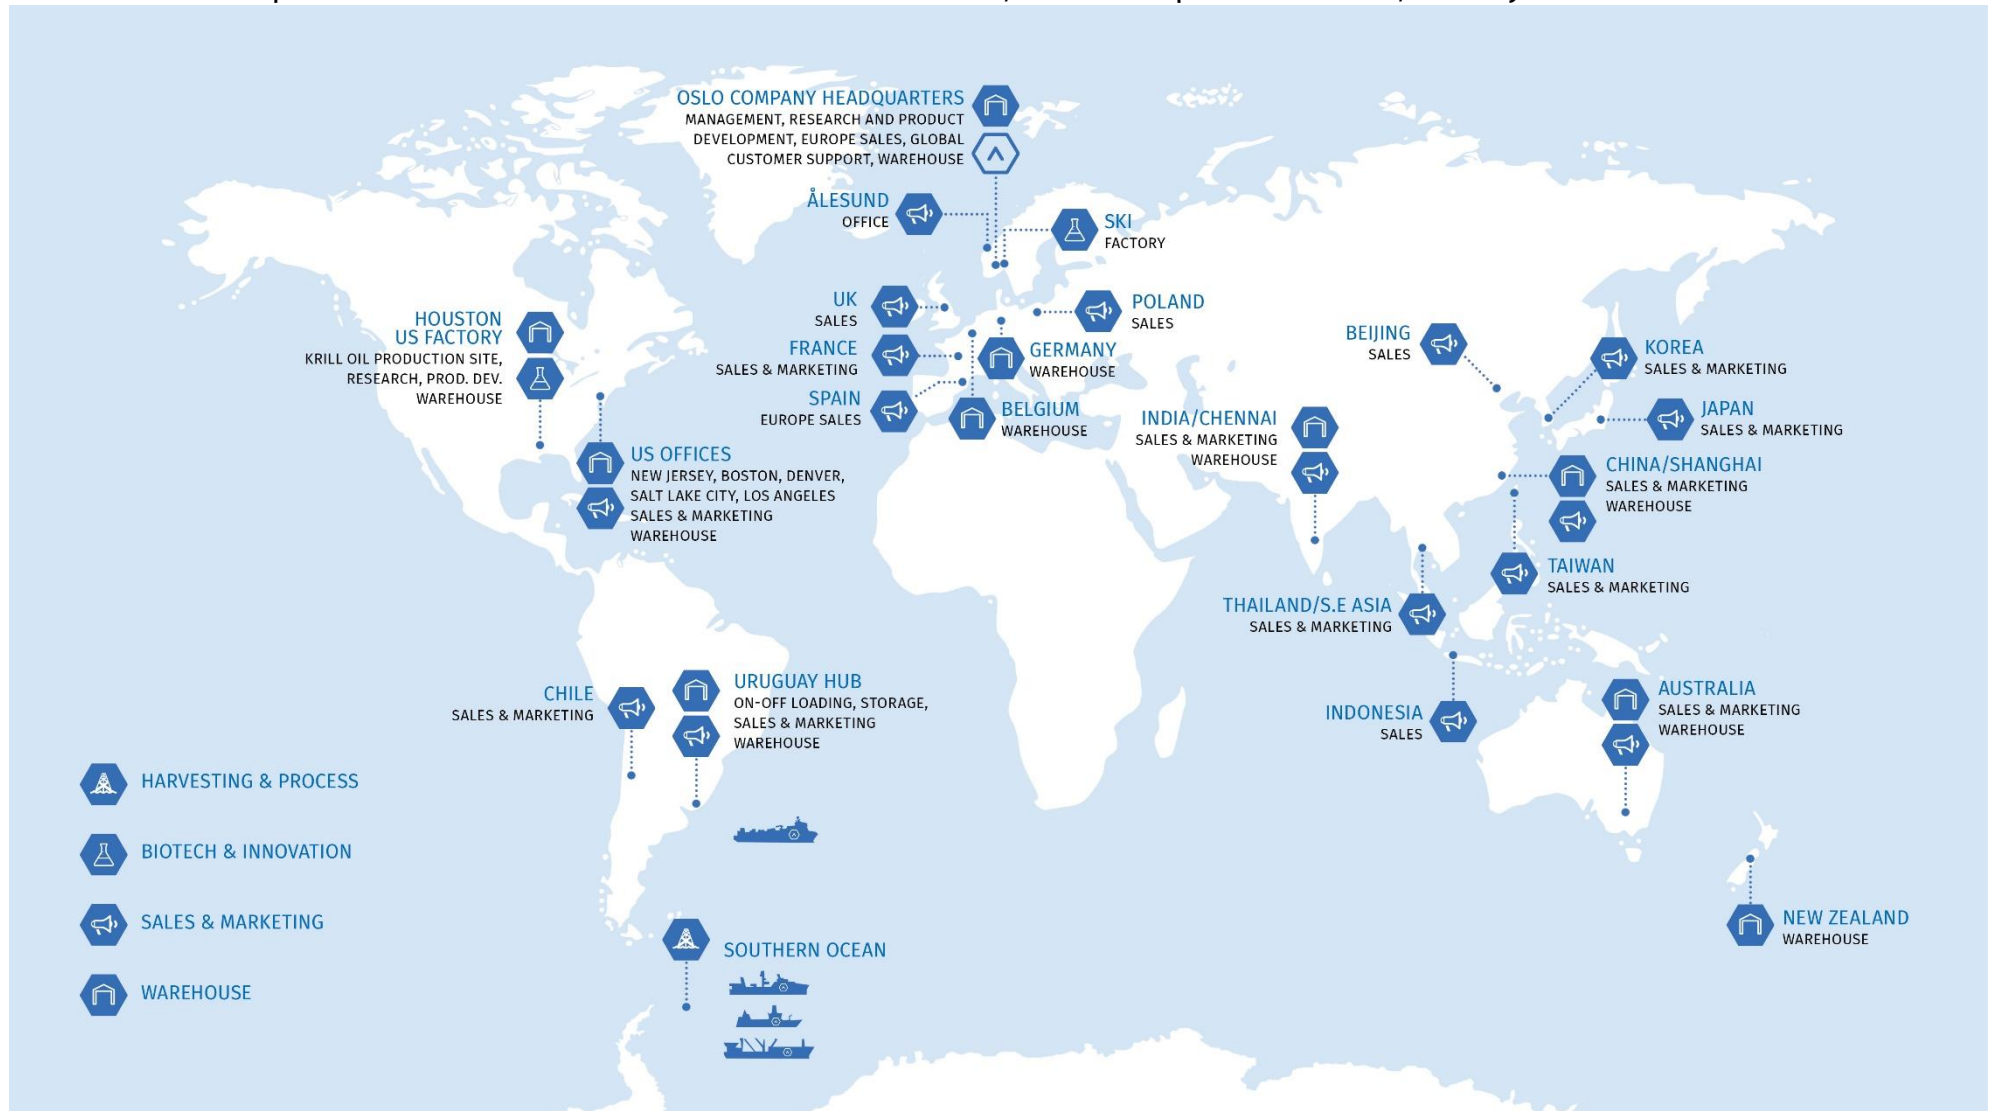 OSLO COMPANY HEADQUARTERS
MANAGEMENT, RESEARCH AND PRODUCT
DEVELOPMENT, EUROPE SALES, GLOBAL
CUSTOMER SUPPORT, WAREHOUSE
ÅLESUND
OFFICE
SKI
FACTORY
UK
SALES
POLAND
SALES
HOUSTON
US FACTORY
KRILL OIL PRODUCTION SITE,
RESEARCH, PROD. DEV.
WAREHOUSE
FRANCE
SALES & MARKETING
GERMANY
WAREHOUSE
SPAIN
EUROPE SALES
BELGIUM
WAREHOUSE
BEIJING
SALES
KOREA
SALES & MARKETING
JAPAN
SALES & MARKETING
INDIA/CHENNAI
SALES & MARKETING
WAREHOUSE
US OFFICES
NEW JERSEY, BOSTON, DENVER,
SALT LAKE CITY, LOS ANGELES
SALES & MARKETING
WAREHOUSE
CHINA/SHANGHAI
SALES & MARKETING
WAREHOUSE
TAIWAN
SALES & MARKETING
THAILAND/S.E ASIA
SALES & MARKETING
CHILE
SALES & MARKETING
URUGUAY HUB
ON-OFF LOADING, STORAGE,
SALES & MARKETING
WAREHOUSE
INDONESIA
SALES
AUSTRALIA
SALES & MARKETING
WAREHOUSE
HARVESTING & PROCESS
BIOTECH & INNOVATION
SALES & MARKETING
WAREHOUSE
SOUTHERN OCEAN
NEW ZEALAND
WAREHOUSE